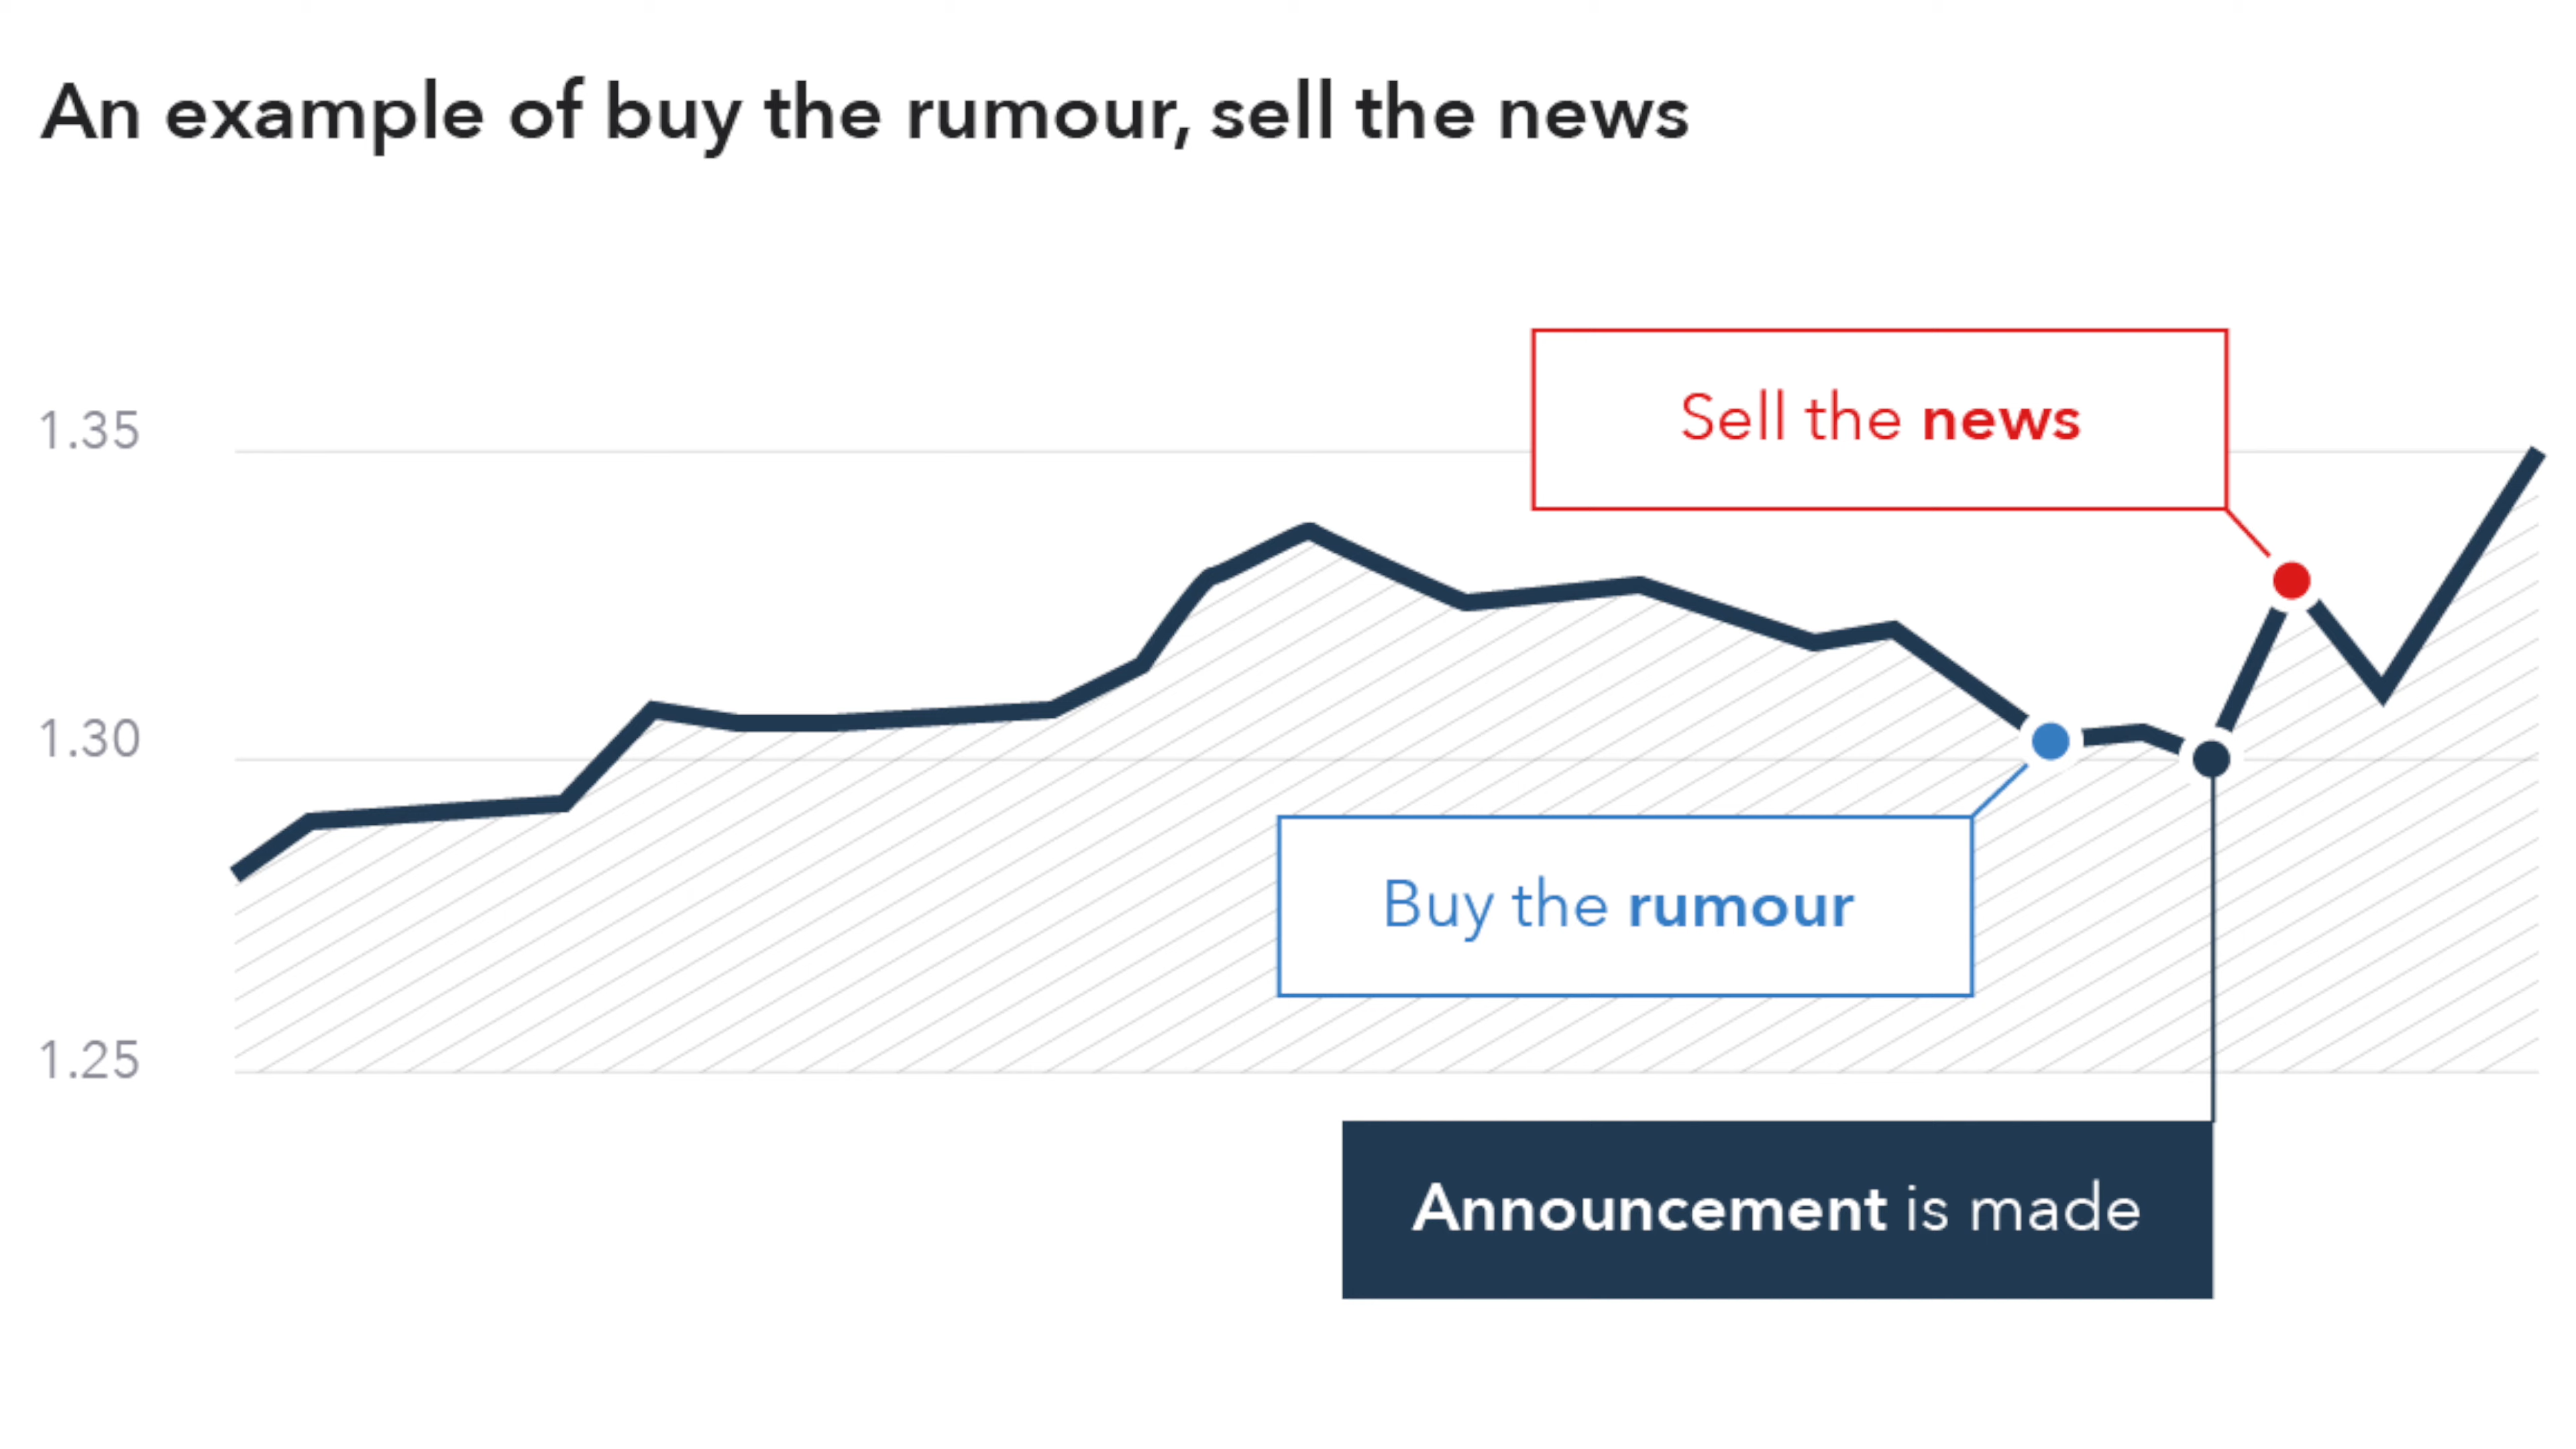 An example of buy the rumour, sell the news
Sell the news
1.35
1.30
Buy the rumour
1.25
Announcement is made